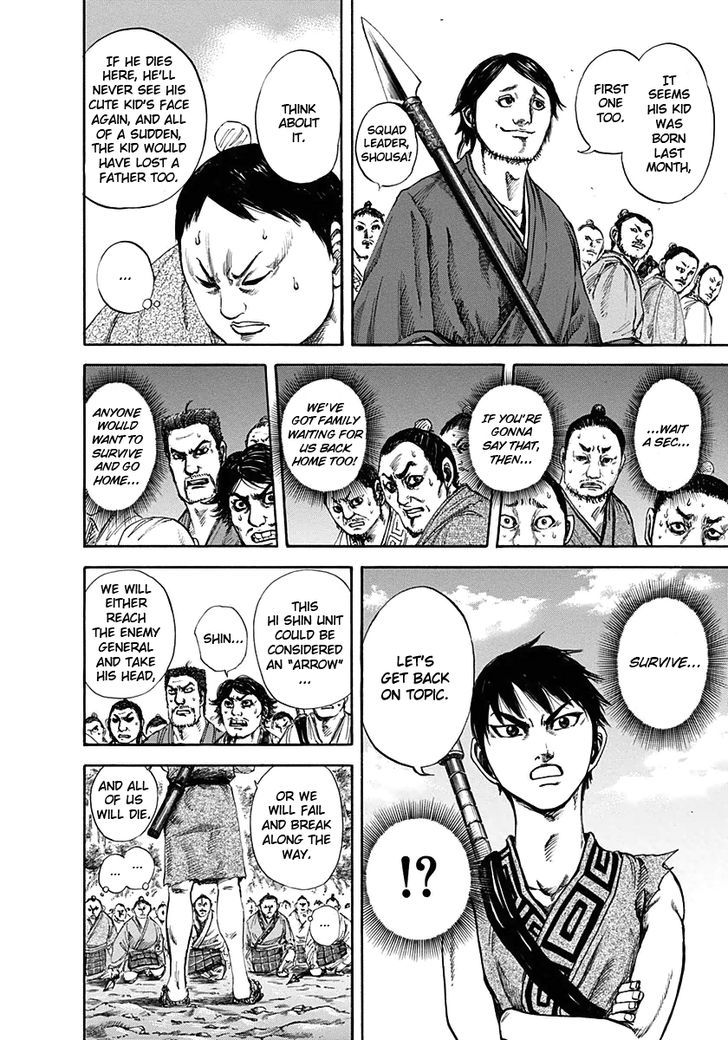 IT
SEEMS
HIS KID
WAS
BORN
LAST
MONTH,
FIRST
ONE
TOO.
SQUAD
LEADER,
SHOUSA!
THINK
ABOUT
IT.
IF HE DIES
HERE, HE'LL
NEVER SEE HIS
CUTE KID'S FACE
AGAIN, AND ALL
OF A SUDDEN,
THE KID WOULD
HAVE LOST A
FATHER TOO.
...
...WAIT
A SEC...
IF YOU'RE
GONNA
SAY THAT,
THEN...
WE'VE
GOT FAMILY
WAITING FOR
US BACK
HOME TOO!
ANYONE
WOULD
WANT TO
SURVIVE
AND GO
HOME...
SURVIVE...
LET'S
GET BACK
ON TOPIC.
!?
THIS
HI SHIN UNIT
COULD BE
CONSIDERED
AN "ARROW"
...
SHIN...
WE WILL
EITHER
REACH
THE ENEMY
GENERAL
AND TAKE
HIS HEAD,
OR WE
WILL FAIL
AND BREAK
ALONG THE
WAY.
AND ALL
OF US
WILL DIE.
...
...
...